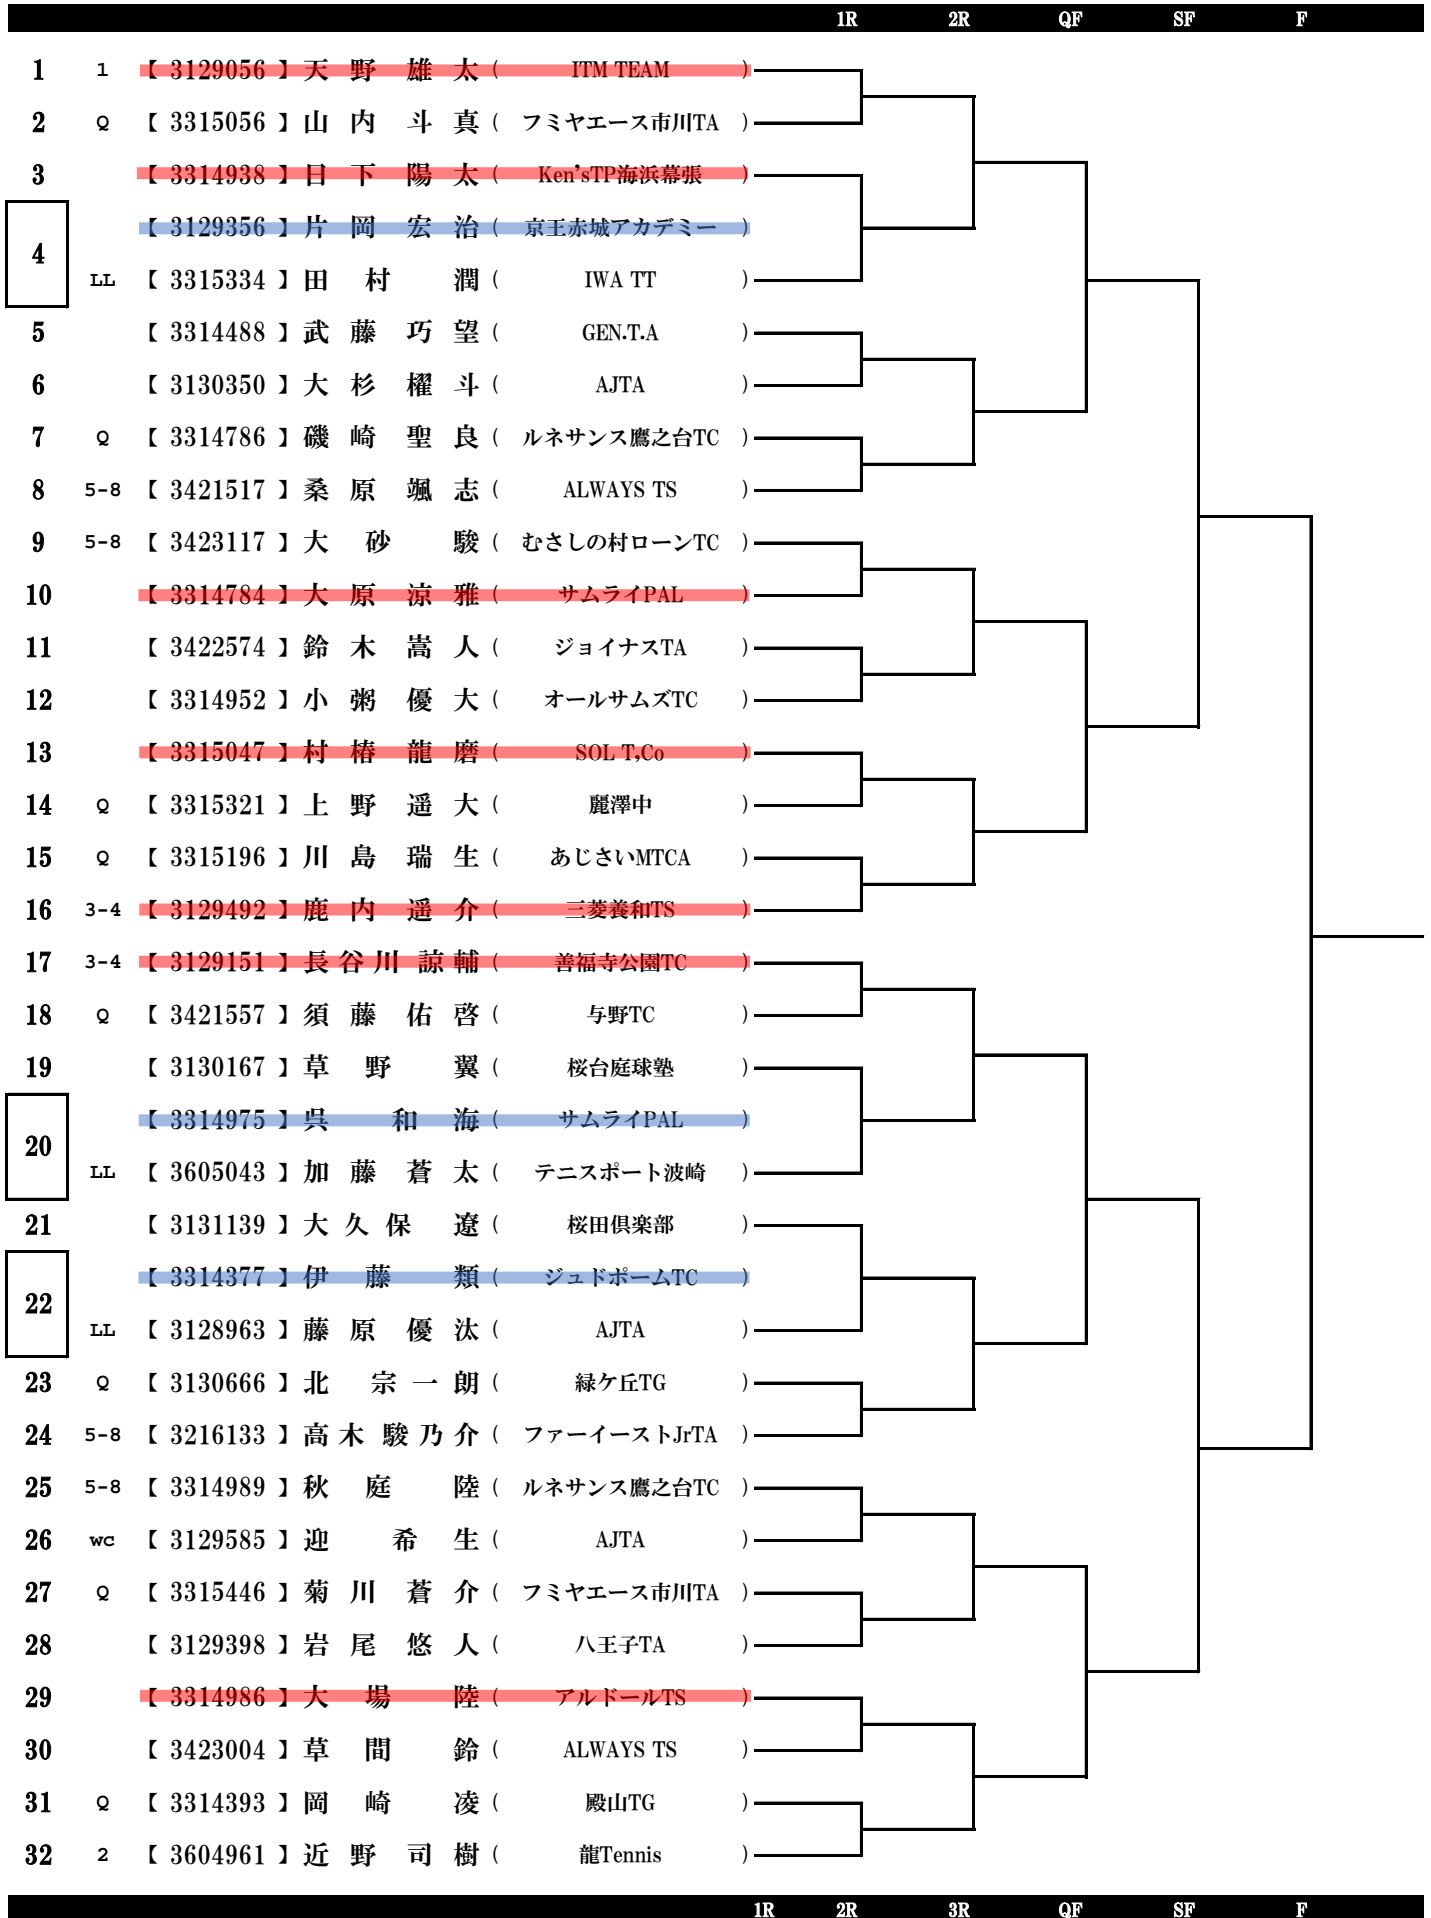 1R 2R QF SF F
1 1 【 3129056 】 天野 雄太 ( ITM TEAM )
2 Q 【 3315056 】 山内 斗真 ( フミヤエース市川TA )
3 【 3314938 】 日下 陽太 ( Ken'sTP海浜幕張 )
【 3129356 】 片岡 宏治 ( 京王赤城アカデミー )
4
LL 【 3315334 】 田村 潤 ( IWA TT )
5 【 3314488 】 武藤 巧望 ( GEN.T.A )
6 【 3130350 】 大杉 櫂斗 ( AJTA )
7 Q 【 3314786 】 磯崎 聖良 ( ルネサンス鷹之台TC )
8 5-8 【 3421517 】 桑原 颯志 ( ALWAYS TS )
9 5-8 【 3423117 】 大砂 駿 ( むさしの村ローンTC )
10 【 3314784 】 大原 涼雅 ( サムライPAL )
11 【 3422574 】 鈴木 嵩人 ( ジョイナスTA )
12 【 3314952 】 小粥 優大 ( オールサムズTC )
13 【 3315047 】 村椿 龍磨 ( SOL T,Co )
14 Q 【 3315321 】 上野 遥大 ( 麗澤中 )
15 Q 【 3315196 】 川島 瑞生 ( あじさいMTCA )
16 3-4 【 3129492 】 鹿内 遥介 ( 三菱養和TS )
17 3-4 【 3129151 】 長谷川 諒輔 ( 善福寺公園TC )
18 Q 【 3421557 】 須藤 佑啓 ( 与野TC )
19 【 3130167 】 草野 翼 ( 桜台庭球塾 )
【 3314975 】 呉 和海 ( サムライPAL )
20
LL 【 3605043 】 加藤 蒼太 ( テニスポート波崎 )
21 【 3131139 】 大久保 遼 ( 桜田倶楽部 )
【 3314377 】 伊藤 類 ( ジュドポームTC )
22
LL 【 3128963 】 藤原 優汰 ( AJTA )
23 Q 【 3130666 】 北 宗一朗 ( 緑ケ丘TG )
24 5-8 【 3216133 】 高木 駿乃介 ( ファーイーストJrTA )
25 5-8 【 3314989 】 秋庭 陸 ( ルネサンス鷹之台TC )
26 wc 【 3129585 】 迎 希生 ( AJTA )
27 Q 【 3315446 】 菊川 蒼介 ( フミヤエース市川TA )
28 【 3129398 】 岩尾 悠人 ( 八王子TA )
29 【 3314986 】 大場 陸 ( アルドールTS )
30 【 3423004 】 草間 鈴 ( ALWAYS TS )
31 Q 【 3314393 】 岡崎 凌 ( 殿山TG )
32 2 【 3604961 】 近野 司樹 ( 龍Tennis )
1R 2R 3R QF SF F